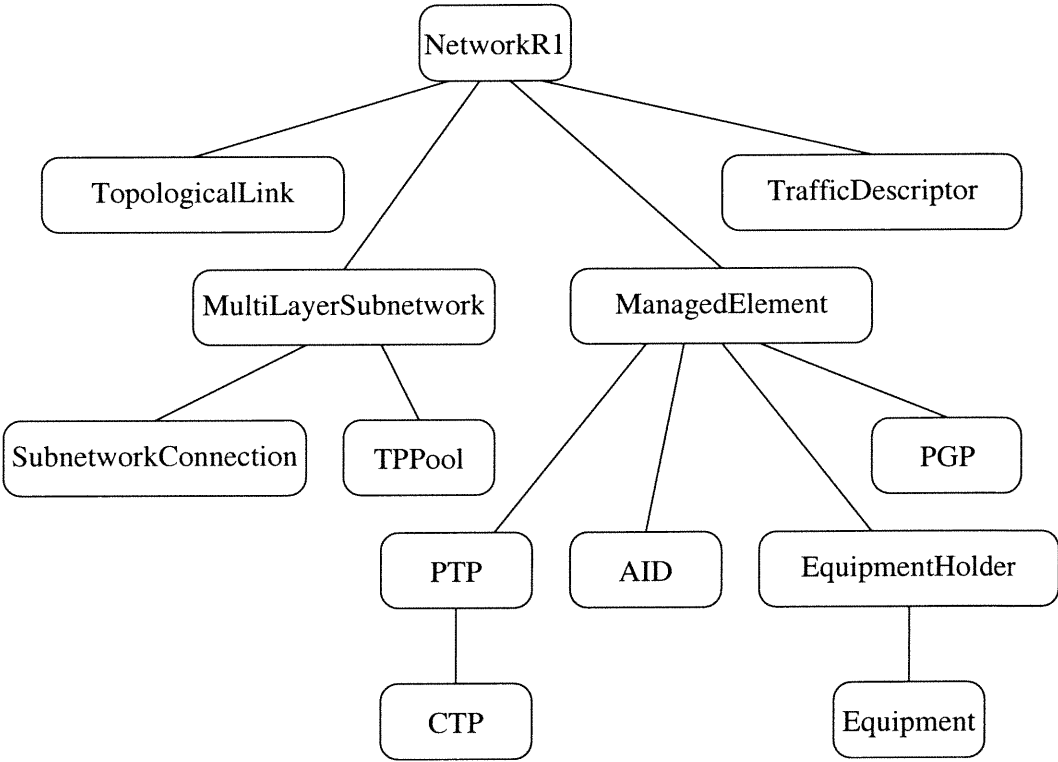 NetworkR1
TopologicalLink
TrafficDescriptor
MultiLayerSubnetwork
ManagedElement
SubnetworkConnection
TPPool
PGP
PTP
AID
EquipmentHolder
CTP
Equipment